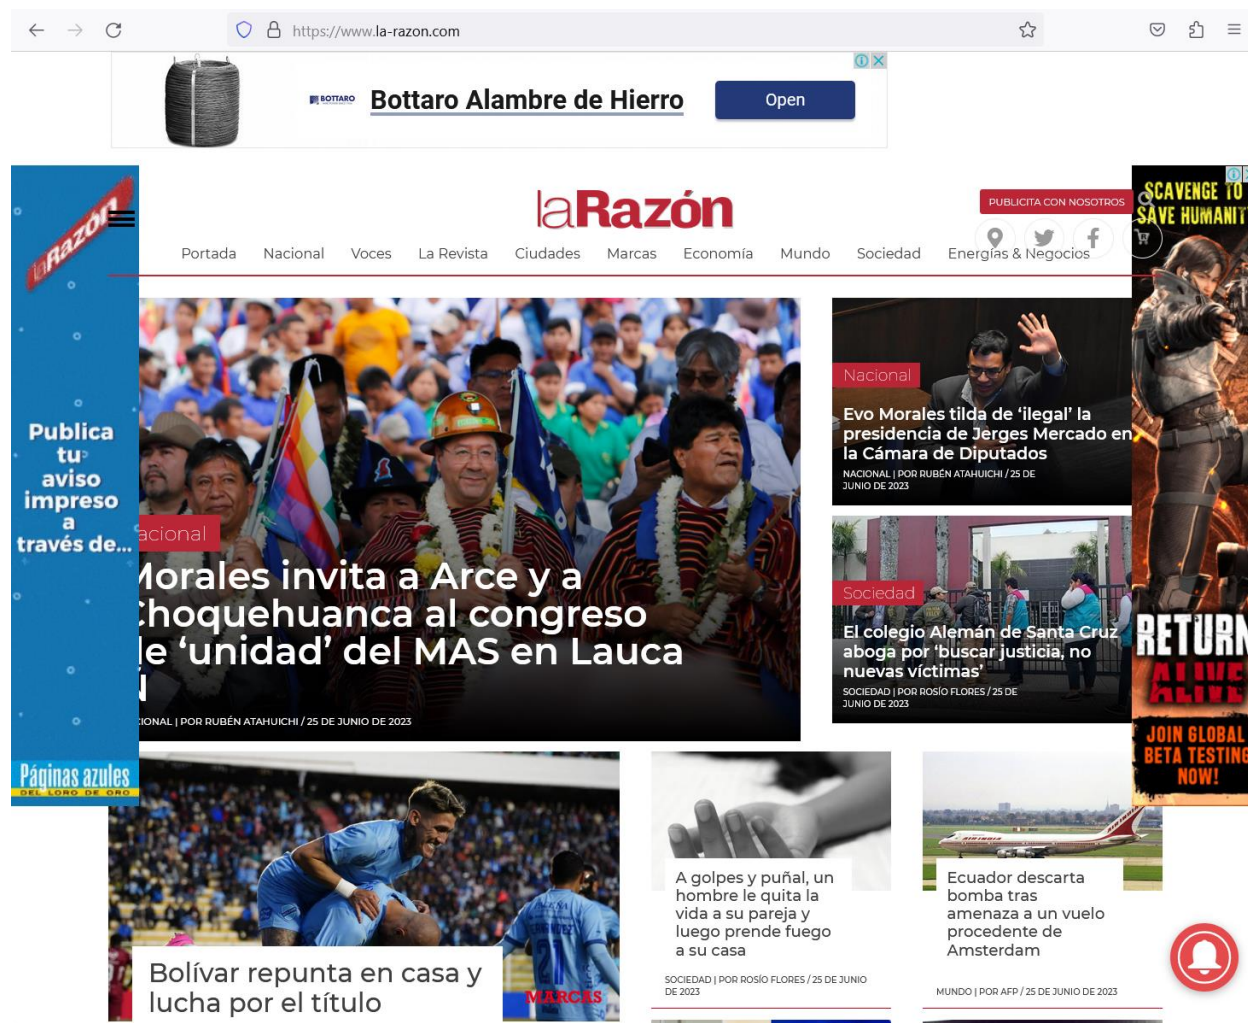 https://www.la-razon.com
BOTTARO
Bottaro Alambre de Hierro
Open
laRazón
Publica
tu
aviso
impreso
a
través de...
Páginas azules
DEL LORO DE ORO
laRazón
PUBLICITA CON NOSOTROS
Portada Nacional Voces La Revista Ciudades Marcas Economía Mundo Sociedad Energías & Negocios
SCAVENGE TO
SAVE HUMANIT
RETURN
ALIVE
JOIN GLOBAL
BETA TESTING
NOW!
acional
Morales invita a Arce y a
Choquehuanca al congreso
de ‘unidad’ del MAS en Lauca
Ñ
CIONAL | POR RUBÉN ATAHUICHI / 25 DE JUNIO DE 2023
Nacional
Evo Morales tilda de ‘ilegal’ la
presidencia de Jerges Mercado en
la Cámara de Diputados
NACIONAL | POR RUBÉN ATAHUICHI / 25 DE
JUNIO DE 2023
Sociedad
El colegio Alemán de Santa Cruz
aboga por ‘buscar justicia, no
nuevas víctimas’
SOCIEDAD | POR ROSÍO FLORES / 25 DE
JUNIO DE 2023
21
MARCAS
Bolívar repunta en casa y
lucha por el título
A golpes y puñal, un
hombre le quita la
vida a su pareja y
luego prende fuego
a su casa
SOCIEDAD | POR ROSÍO FLORES / 25 DE JUNIO
DE 2023
AIR INDIA
Ecuador descarta
bomba tras
amenaza a un vuelo
procedente de
Amsterdam
MUNDO | POR AFP / 25 DE JUNIO DE 2023